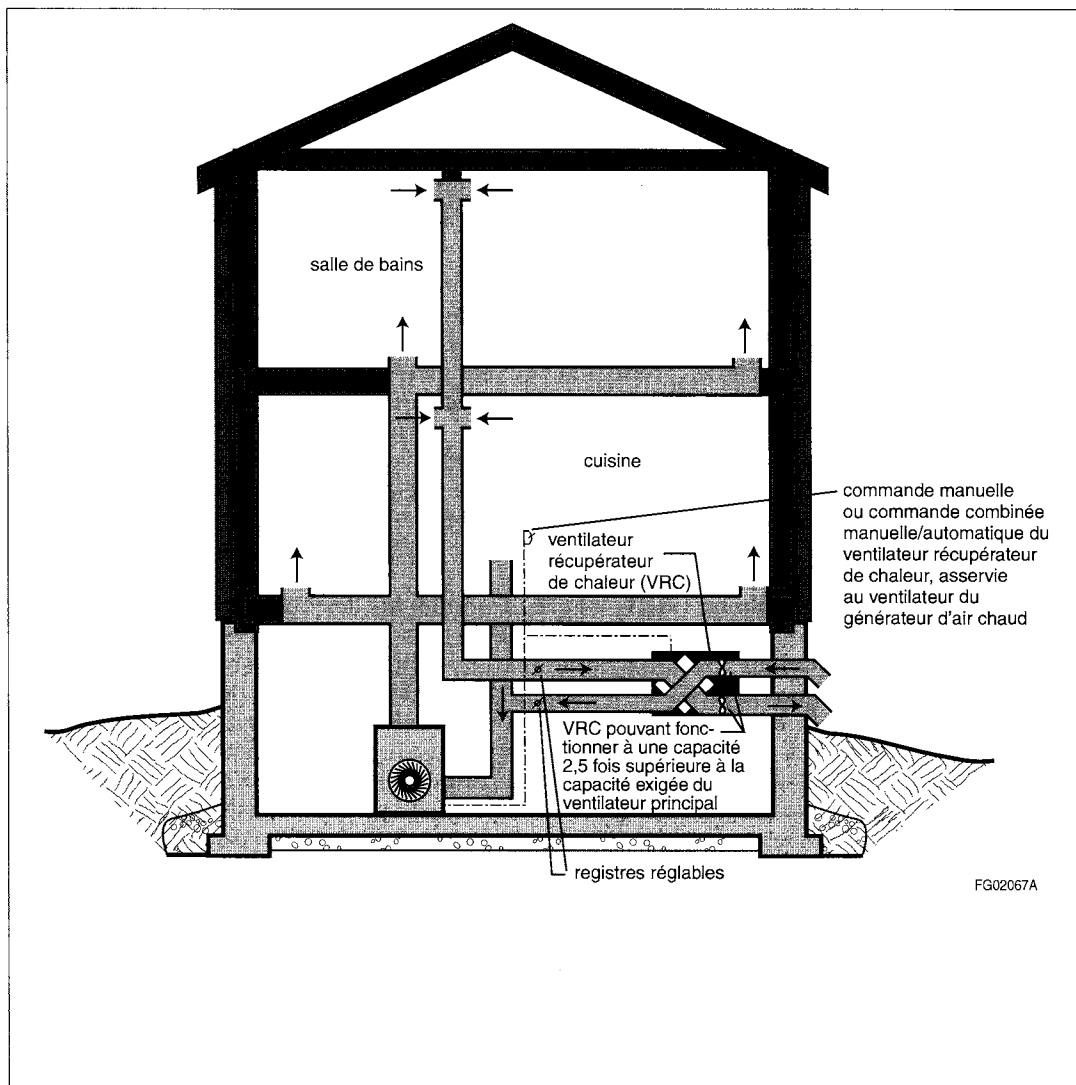 salle de bains
cuisine
commande manuelle
ou commande combinée
manuelle/automatique du
ventilateur récupérateur
de chaleur, asservie
au ventilateur du
générateur d'air chaud
ventilateur
récupérateur
de chaleur (VRC)
VRC pouvant fonc-
tionner à une capacité
2,5 fois supérieure à la
capacité exigée du
ventilateur principal
registres réglables
FG02067A